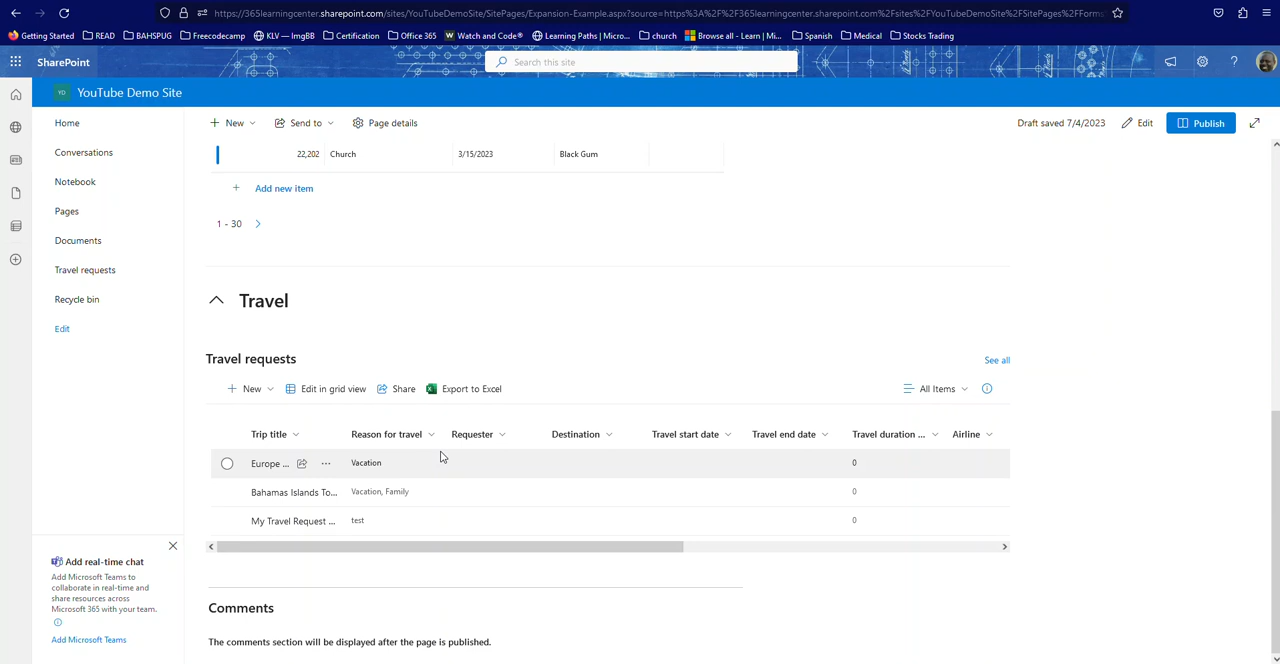 https://365learningcenter.sharepoint.com/sites/YouTubeDemoSite/SitePages/Expansion-Example.aspx?source=https%3A%2F%2F365learningcenter.sharepoint.com%2Fsites%2FYouTubeDemoSite%2FSitePages%2FForms
Getting Started READ BAHSPUG Freecodecamp KLV — ImgBB Certification Office 365 Watch and Code® Learning Paths | Micro... church Browse all - Learn | Mi... Spanish Medical Stocks Trading
SharePoint Search this site
YD YouTube Demo Site
Home
Conversations
Notebook
Pages
Documents
Travel requests
Recycle bin
Edit
New Send to Page details Draft saved 7/4/2023 Edit Publish
22,202 Church 3/15/2023 Black Gum
+ Add new item
1 - 30
Travel
Travel requests See all
New Edit in grid view Share Export to Excel All Items
Trip title Reason for travel Requester Destination Travel start date Travel end date Travel duration ... Airline
Europe ... Vacation 0
Bahamas Islands To... Vacation, Family 0
My Travel Request ... test 0
Comments
The comments section will be displayed after the page is published.
Add real-time chat
Add Microsoft Teams to
collaborate in real-time and
share resources across
Microsoft 365 with your team.
Add Microsoft Teams